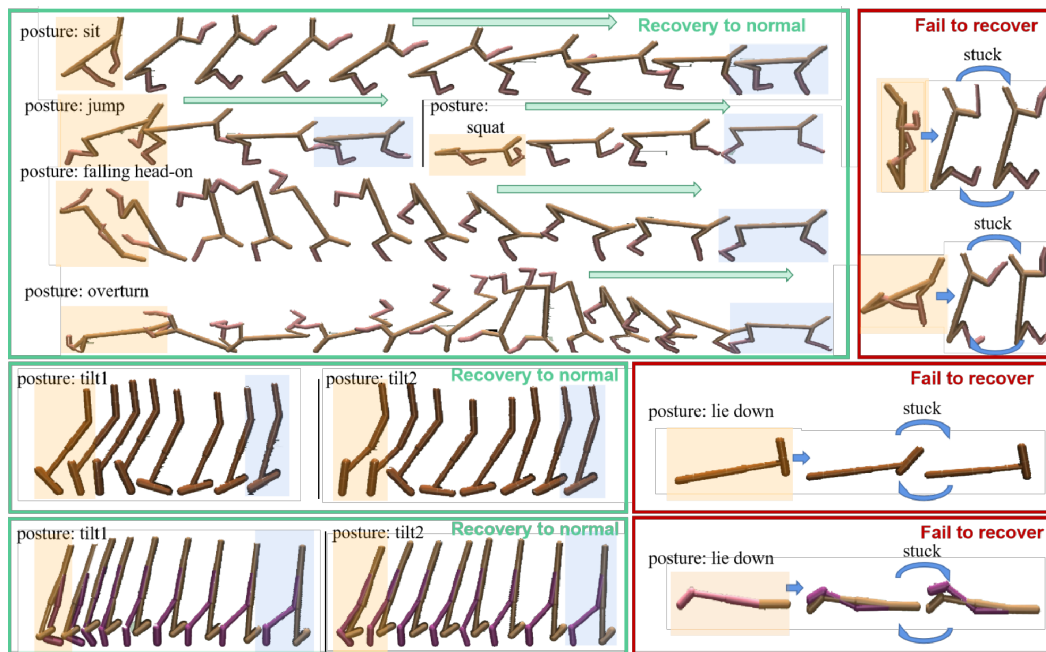 posture: sit
Recovery to normal
Fail to recover
stuck
posture: jump
posture:
squat
posture: falling head-on
stuck
posture: overturn
posture: tilt1
posture: tilt2
Recovery to normal
Fail to recover
posture: lie down
stuck
posture: tilt1
posture: tilt2
Recovery to normal
Fail to recover
posture: lie down
stuck